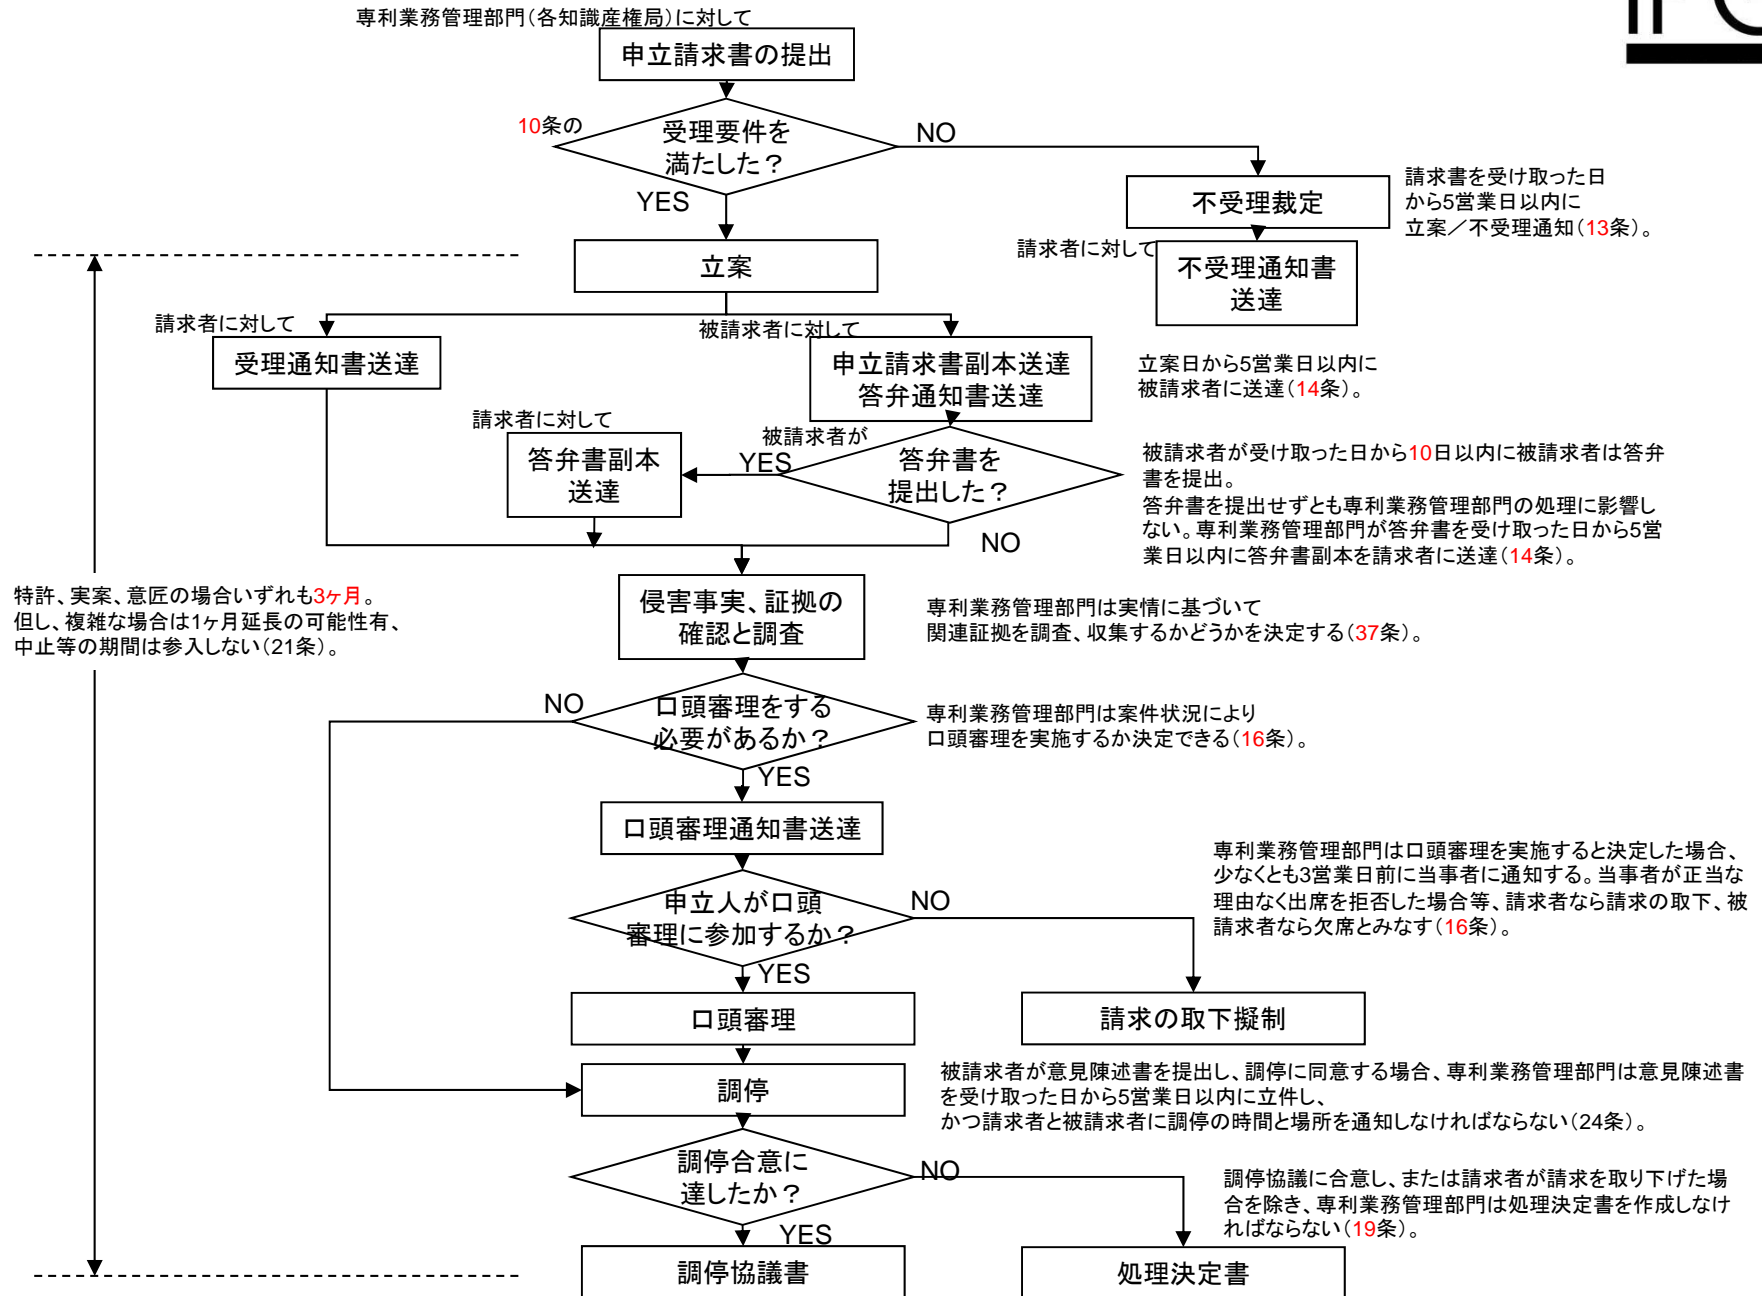 専利業務管理部門（各知識産権局）に対して
申立請求書の提出
10条の
受理要件を
満たした？
NO
YES
不受理裁定
請求書を受け取った日
から5営業日以内に
立案／不受理通知（13条）。
請求者に対して
不受理通知書
送達
立案
請求者に対して
被請求者に対して
受理通知書送達
申立請求書副本送達
答弁通知書送達
立案日から5営業日以内に
被請求者に送達（14条）。
請求者に対して
被請求者が
答弁書副本
送達
YES
答弁書を
提出した？
NO
被請求者が受け取った日から10日以内に被請求者は答弁
書を提出。
答弁書を提出せずとも専利業務管理部門の処理に影響し
ない。専利業務管理部門が答弁書を受け取った日から5営
業日以内に答弁書副本を請求者に送達（14条）。
特許、実案、意匠の場合いずれも3ヶ月。
但し、複雑な場合は1ヶ月延長の可能性有、
中止等の期間は参入しない（21条）。
侵害事実、証拠の
確認と調査
専利業務管理部門は実情に基づいて
関連証拠を調査、収集するかどうかを決定する（37条）。
NO
口頭審理をする
必要があるか？
専利業務管理部門は案件状況により
口頭審理を実施するか決定できる（16条）。
YES
口頭審理通知書送達
専利業務管理部門は口頭審理を実施すると決定した場合、
少なくとも3営業日前に当事者に通知する。当事者が正当な
理由なく出席を拒否した場合等、請求者なら請求の取下、被
請求者なら欠席とみなす（16条）。
申立人が口頭
審理に参加するか？
NO
YES
口頭審理
請求の取下擬制
調停
被請求者が意見陳述書を提出し、調停に同意する場合、専利業務管理部門は意見陳述書
を受け取った日から5営業日以内に立件し、
かつ請求者と被請求者に調停の時間と場所を通知しなければならない（24条）。
調停合意に
達したか？
NO
YES
調停協議に合意し、または請求者が請求を取り下げた場
合を除き、専利業務管理部門は処理決定書を作成しなけ
ればならない（19条）。
調停協議書
処理決定書